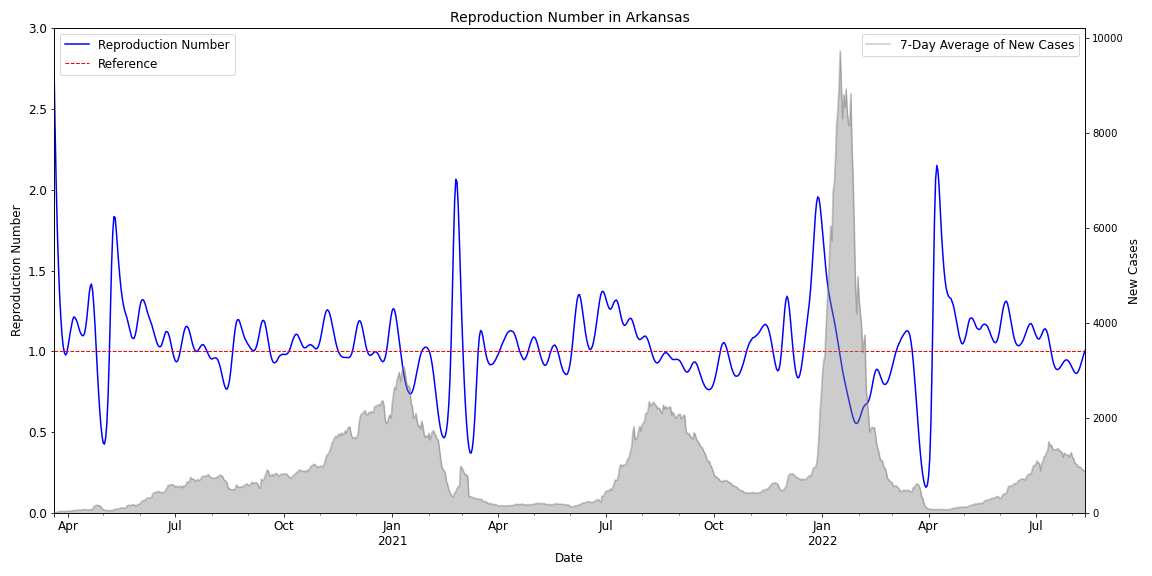 Reproduction Number in Arkansas
Reproduction Number
Reference
7-Day Average of New Cases
3.0
2.5
2.0
1.5
1.0
0.5
0.0
Reproduction Number
10000
8000
6000
4000
2000
0
New Cases
Apr
Jul
Oct
Jan
2021
Apr
Jul
Oct
Jan
2022
Apr
Jul
Date